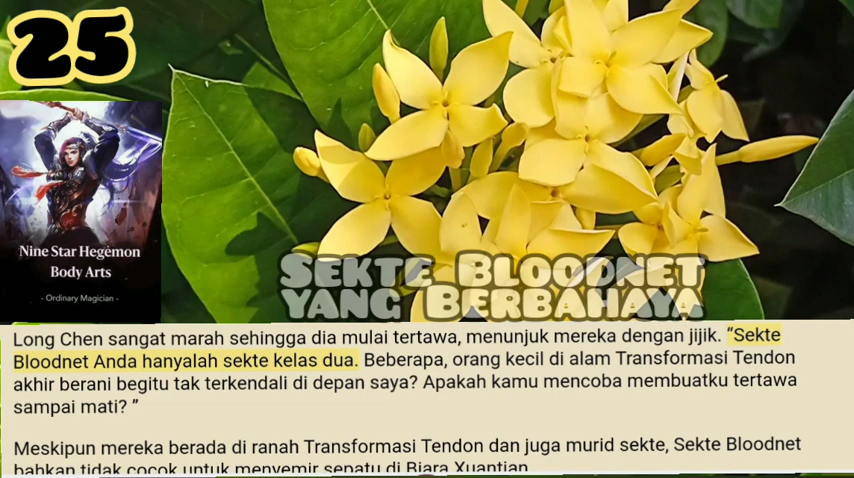 25
Nine Star Hegemon
Body Arts
- Ordinary Magician -
SEKTE BLOODNET
YANG BERBAHAYA
Long Chen sangat marah sehingga dia mulai tertawa, menunjuk mereka dengan jijik. “Sekte
Bloodnet Anda hanyalah sekte kelas dua. Beberapa, orang kecil di alam Transformasi Tendon
akhir berani begitu tak terkendali di depan saya? Apakah kamu mencoba membuatku tertawa
sampai mati? ”
Meskipun mereka berada di ranah Transformasi Tendon dan juga murid sekte, Sekte Bloodnet
bahkan tidak cocok untuk menyemir sepatu di Biara Xuantian